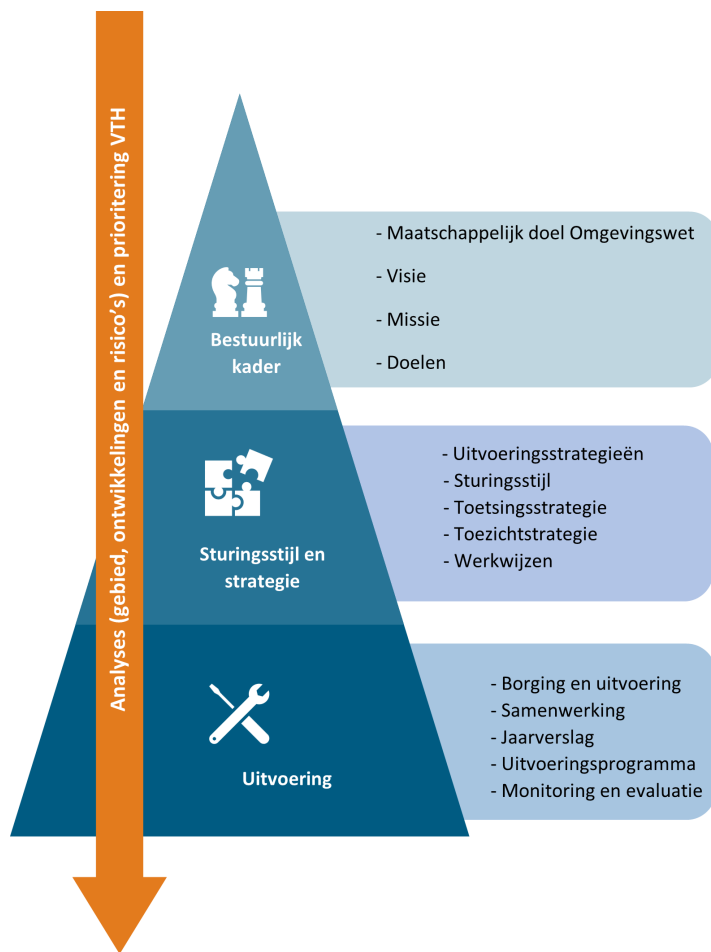 Analyses (gebied, ontwikkelingen en risico's) en prioritering VTH
Bestuurlijk
kader
- Maatschappelijk doel Omgevingswet
- Visie
- Missie
- Doelen
Sturingsstijl en
strategie
- Uitvoeringsstrategieën
- Sturingsstijl
- Toetsingsstrategie
- Toezichtstrategie
- Werkwijzen
Uitvoering
- Borging en uitvoering
- Samenwerking
- Jaarverslag
- Uitvoeringsprogramma
- Monitoring en evaluatie